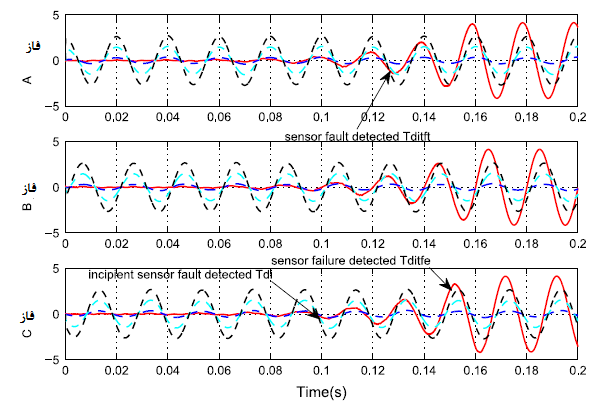 5
0
−5
فاز
A
0 0.02 0.04 0.06 0.08 0.1 0.12 0.14 0.16 0.18 0.2
sensor fault detected Tditft
5
0
−5
فاز
B
0 0.02 0.04 0.06 0.08 0.1 0.12 0.14 0.16 0.18 0.2
sensor failure detected Tditfe
incipient sensor fault detected Tdi
5
0
−5
فاز
C
0 0.02 0.04 0.06 0.08 0.1 0.12 0.14 0.16 0.18 0.2
Time(s)